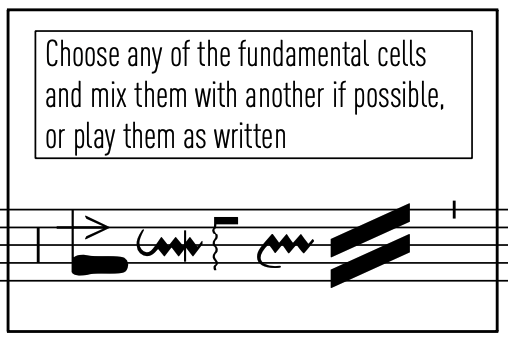 Choose any of the fundamental cells
and mix them with another if possible,
or play them as written